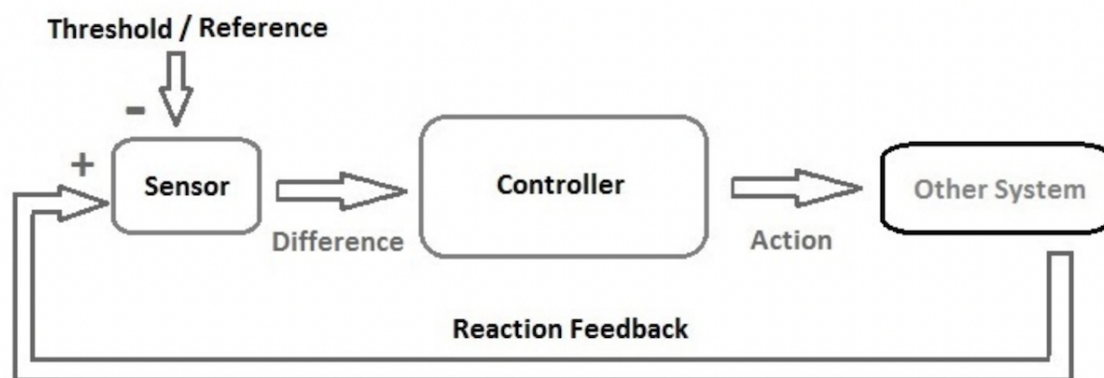 Threshold / Reference
-
+
Sensor
Controller
Other System
Difference
Action
Reaction Feedback